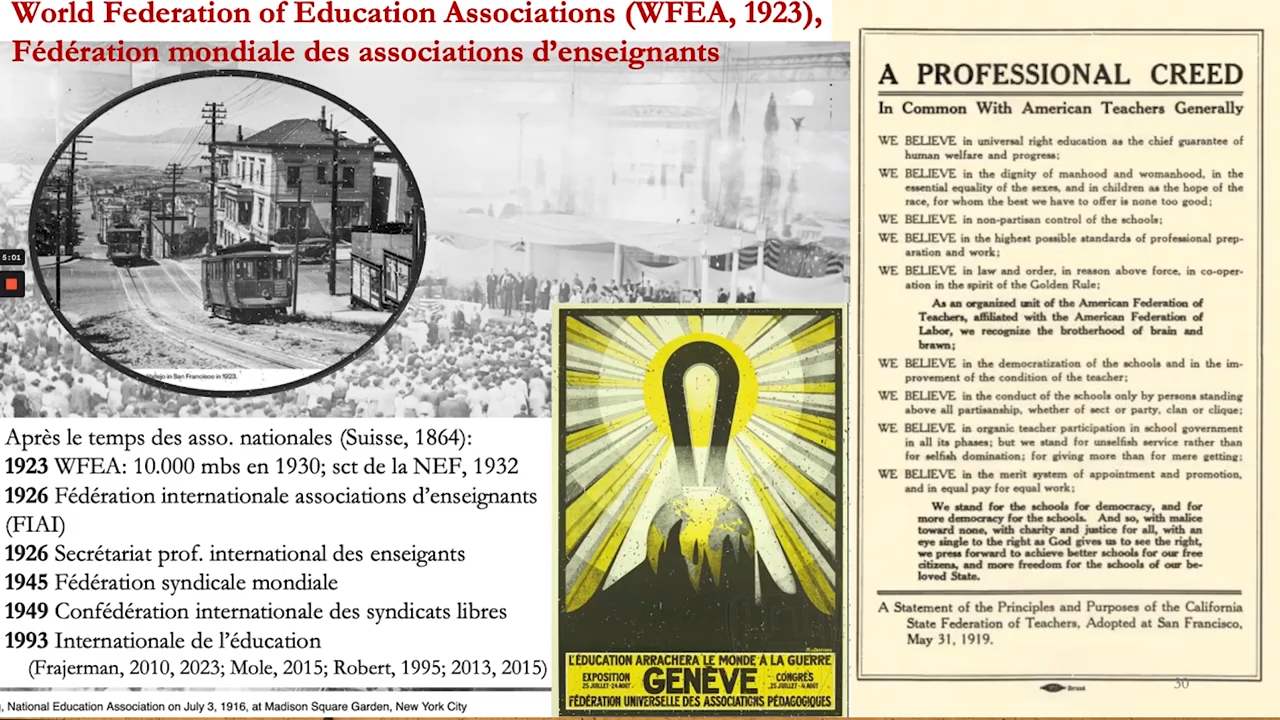 World Federation of Education Associations (WFEA, 1923),
Fédération mondiale des associations d’enseignants
5:01
Vallejo in San Francisco in 1923.
Après le temps des asso. nationales (Suisse, 1864):
1923 WFEA: 10.000 mbs en 1930; sct de la NEF, 1932
1926 Fédération internationale associations d’enseignants
(FIAI)
1926 Secrétariat prof. international des enseigants
1945 Fédération syndicale mondiale
1949 Confédération internationale des syndicats libres
1993 Internationale de l’éducation
(Frajerman, 2010, 2023; Mole, 2015; Robert, 1995; 2013, 2015)
, National Education Association on July 3, 1916, at Madison Square Garden, New York City
L'ÉDUCATION ARRACHERA LE MONDE À LA GUERRE
EXPOSITION
25 JUILLET-24 AOUT
GENÈVE
CONGRÈS
25 JUILLET - 4 AOUT
FÉDÉRATION UNIVERSELLE DES ASSOCIATIONS PÉDAGOGIQUES
A PROFESSIONAL CREED
In Common With American Teachers Generally
WE BELIEVE in universal right education as the chief guarantee of
human welfare and progress;
WE BELIEVE in the dignity of manhood and womanhood, in the
essential equality of the sexes, and in children as the hope of the
race, for whom the best we have to offer is none too good;
WE BELIEVE in non-partisan control of the schools;
WE BELIEVE in the highest possible standards of professional prep-
aration and work;
WE BELIEVE in law and order, in reason above force, in co-oper-
ation in the spirit of the Golden Rule;
As an organized unit of the American Federation of
Teachers, affiliated with the American Federation of
Labor, we recognize the brotherhood of brain and
brawn;
WE BELIEVE in the democratization of the schools and in the im-
provement of the condition of the teacher;
WE BELIEVE in the conduct of the schools only by persons standing
above all partisanship, whether of sect or party, clan or clique;
WE BELIEVE in organic teacher participation in school government
in all its phases; but we stand for unselfish service rather than
for selfish domination; for giving more than for mere getting;
WE BELIEVE in the merit system of appointment and promotion,
and in equal pay for equal work;
We stand for the schools for democracy, and for
more democracy for the schools. And so, with malice
toward none, with charity and justice for all, with an
eye single to the right as God gives us to see the right,
we press forward to achieve better schools for our free
citizens, and more freedom for the schools of our be-
loved State.
A Statement of the Principles and Purposes of the California
State Federation of Teachers, Adopted at San Francisco,
May 31, 1919.
30